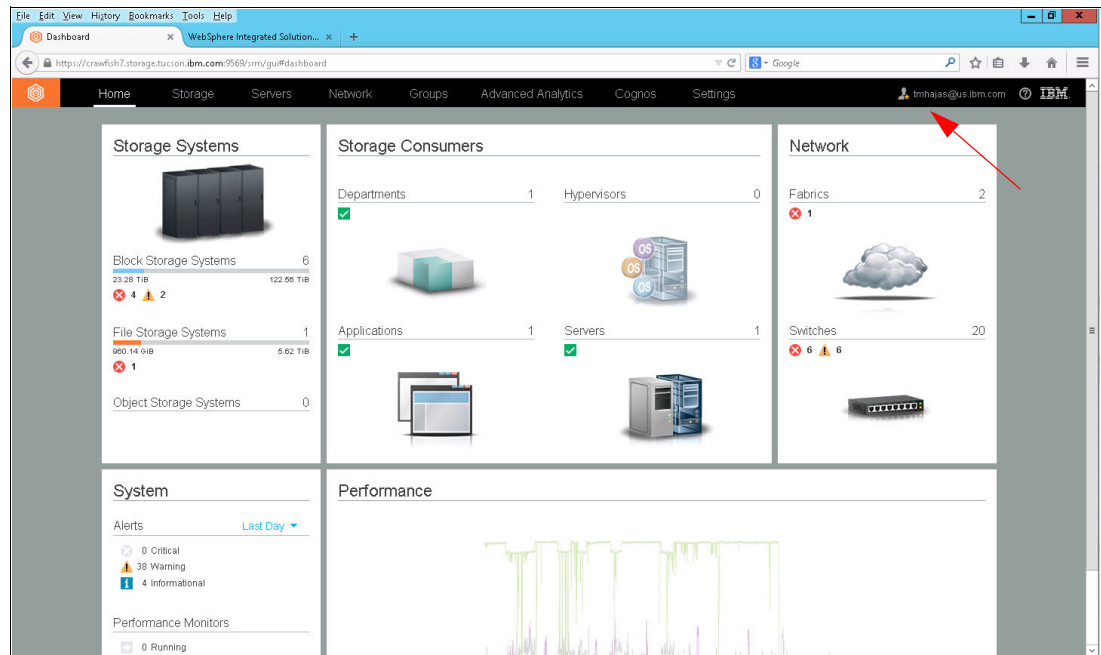 File Edit View History Bookmarks Tools Help
Dashboard × WebSphere Integrated Solution... × +
https://crawfish7.storage.tucson.ibm.com:9569/srm/gui#dashboard Google
Home Storage Servers Network Groups Advanced Analytics Cognos Settings tmhajas@us.ibm.com ? IBM.
Storage Systems
Block Storage Systems 6
23.28 TiB 122.56 TiB
4 2
File Storage Systems 1
960.14 GiB 5.62 TiB
1
Object Storage Systems 0
Storage Consumers
Departments 1
Hypervisors 0
OS
OS
OS
Applications 1
Servers 1
Network
Fabrics 2
1
Switches 20
6 6
System
Alerts Last Day
0 Critical
38 Warning
4 Informational
Performance Monitors
0 Running
Performance